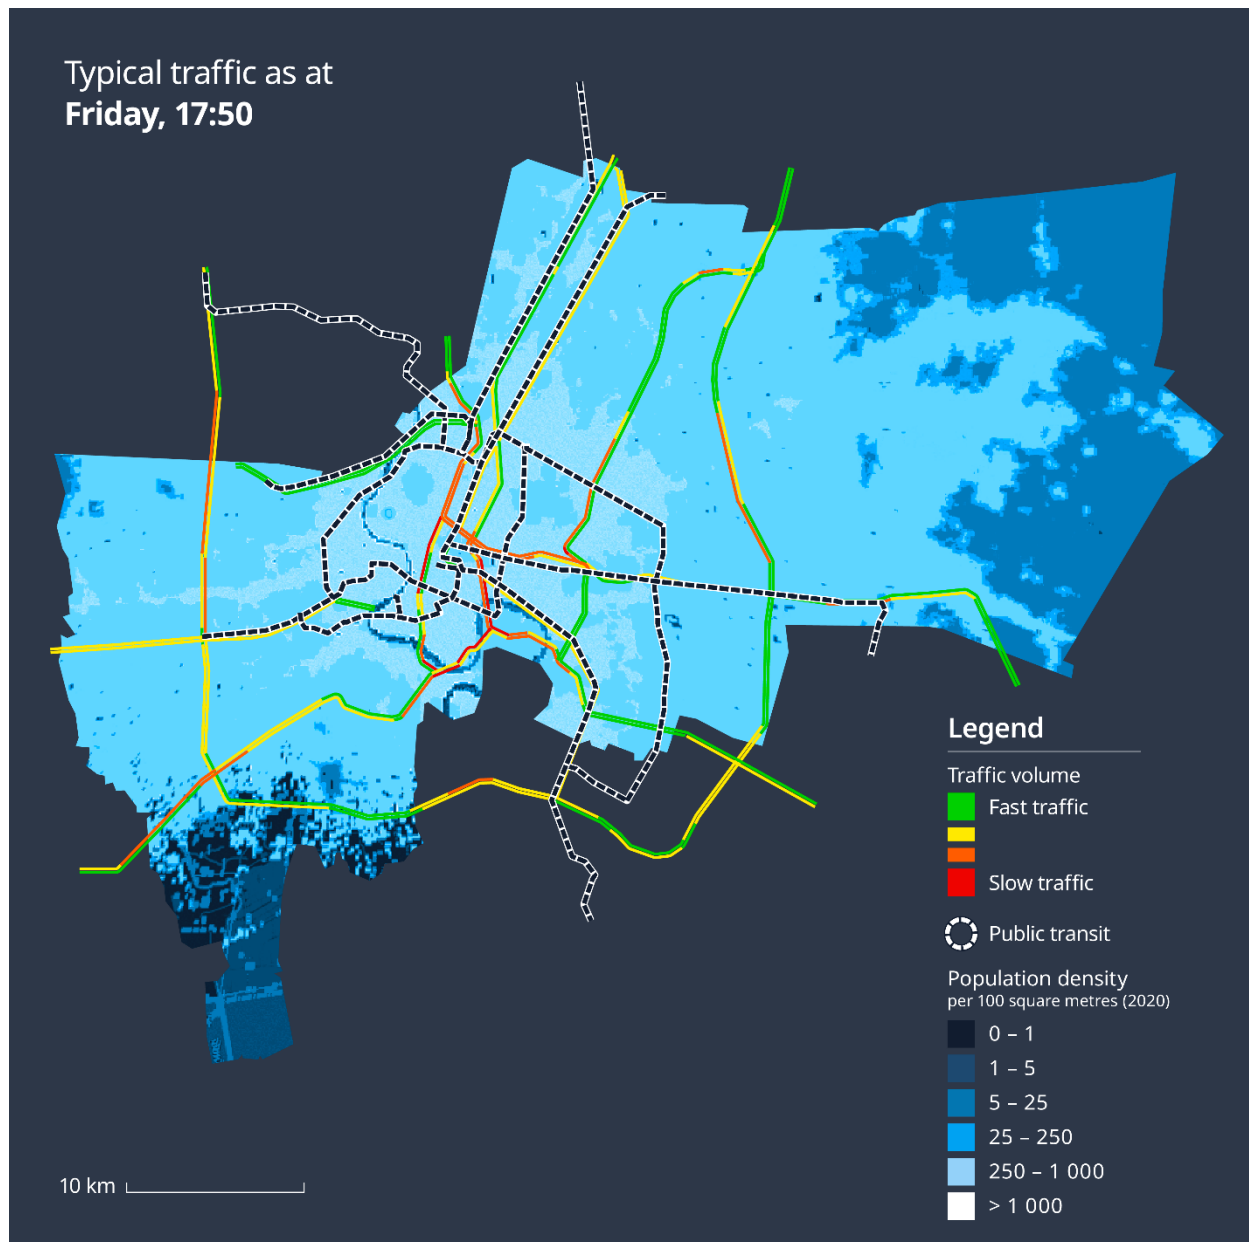 Typical traffic as at
Friday, 17:50
Legend
Traffic volume
Fast traffic
Slow traffic
Public transit
Population density
per 100 square metres (2020)
0 – 1
1 – 5
5 – 25
25 – 250
250 – 1 000
> 1 000
10 km